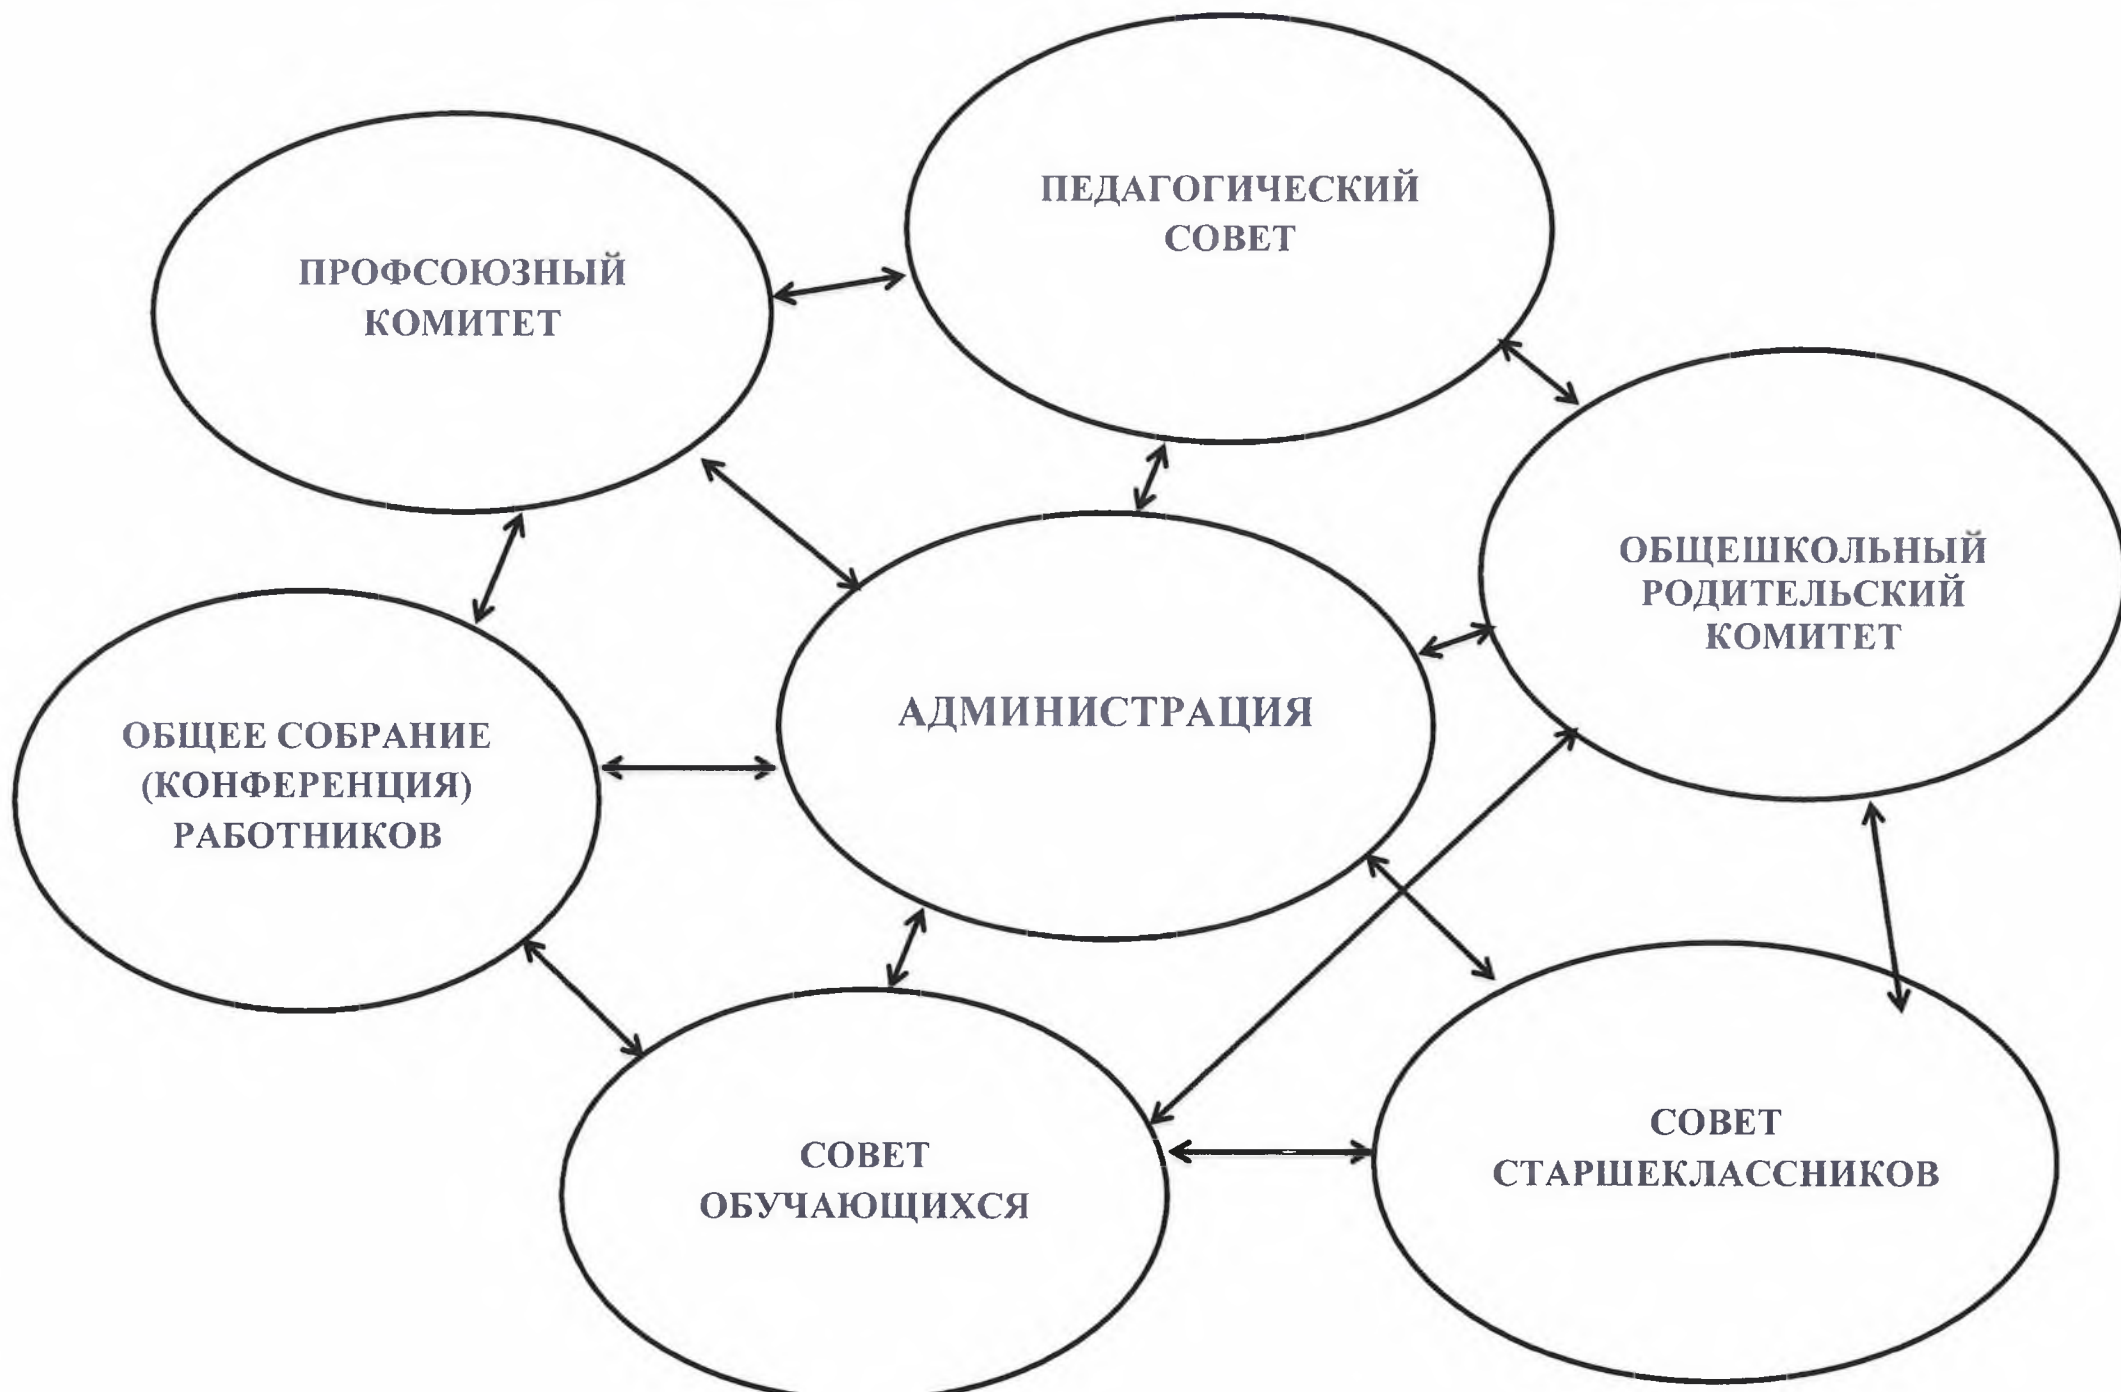 ПЕДАГОГИЧЕСКИЙ
СОВЕТ
ПРОФСОЮЗНЫЙ
КОМИТЕТ
ОБЩЕШКОЛЬНЫЙ
РОДИТЕЛЬСКИЙ
КОМИТЕТ
АДМИНИСТРАЦИЯ
ОБЩЕЕ СОБРАНИЕ
(КОНФЕРЕНЦИЯ)
РАБОТНИКОВ
СОВЕТ
ОБУЧАЮЩИХСЯ
СОВЕТ
СТАРШЕКЛАССНИКОВ